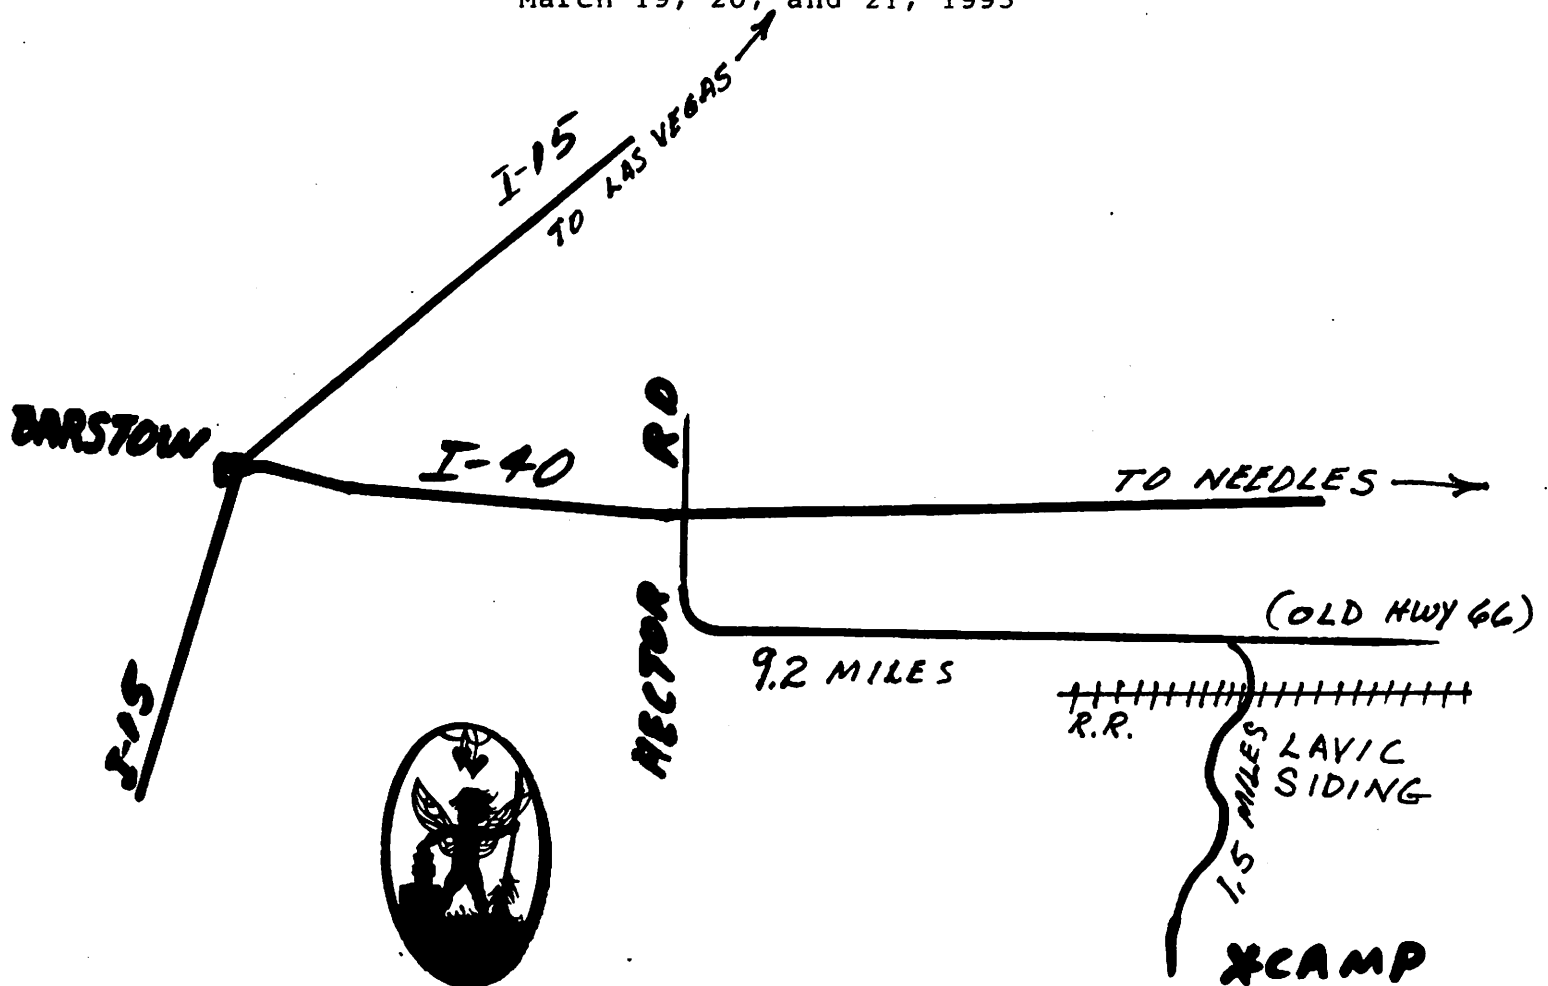 March 19, 20, and 21, 1993
I-15
TO LAS VEGAS
BARSTOW
I-40
HECTOR RD
TO NEEDLES
(OLD HWY 66)
9.2 MILES
R.R.
I-15
LAVIC
SIDING
1.5 MILES
*CAMP